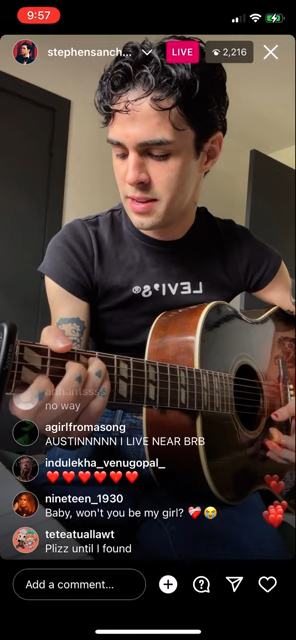 9:57
stephensanch...
LIVE
2,216
LEVI'S®
no way
agirlfromasong
AUSTINNNNN I LIVE NEAR BRB
indulekha_venugopal_
❤️❤️❤️❤️❤️❤️
nineteen_1930
Baby, won't you be my girl? ❤️‍🩹😭
teteatuallawt
Plizz until I found
Add a comment...